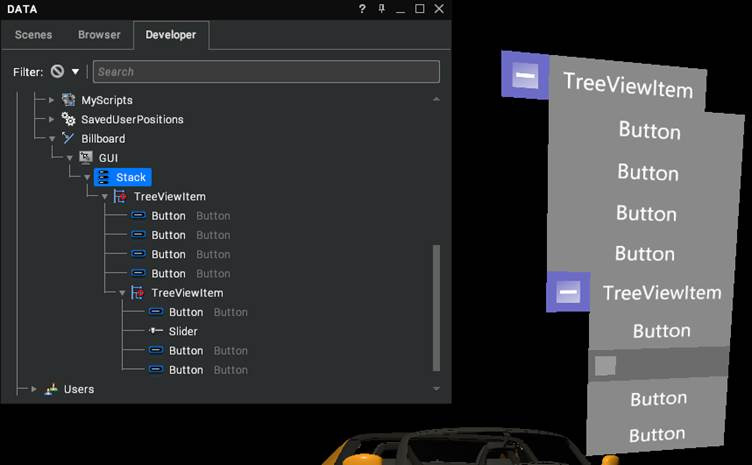 DATA ?
Scenes Browser Developer
Filter: Search
MyScripts
SavedUserPositions
Billboard
GUI
Stack
TreeViewItem
Button Button
Button Button
Button Button
Button Button
TreeViewItem
Button Button
Slider
Button Button
Button Button
Users
TreeViewItem
Button
Button
Button
Button
TreeViewItem
Button
Button
Button